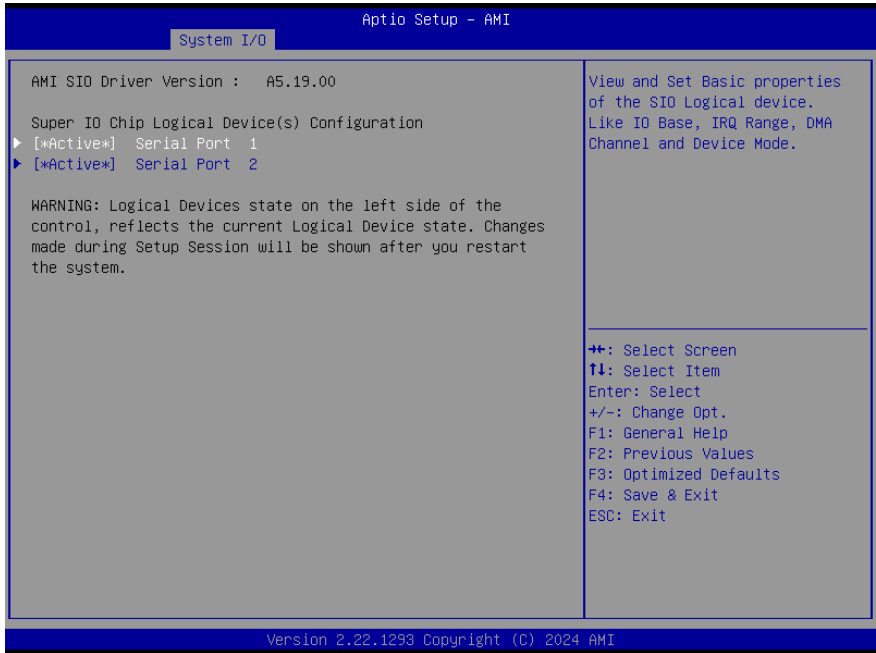 Aptio Setup – AMI
System I/O
AMI SIO Driver Version :   A5.19.00
Super IO Chip Logical Device(s) Configuration
[*Active*]  Serial Port  1
[*Active*]  Serial Port  2
WARNING: Logical Devices state on the left side of the
control, reflects the current Logical Device state. Changes
made during Setup Session will be shown after you restart
the system.
View and Set Basic properties
of the SIO Logical device.
Like IO Base, IRQ Range, DMA
Channel and Device Mode.
→←: Select Screen
↑↓: Select Item
Enter: Select
+/-: Change Opt.
F1: General Help
F2: Previous Values
F3: Optimized Defaults
F4: Save & Exit
ESC: Exit
Version 2.22.1293 Copyright (C) 2024 AMI